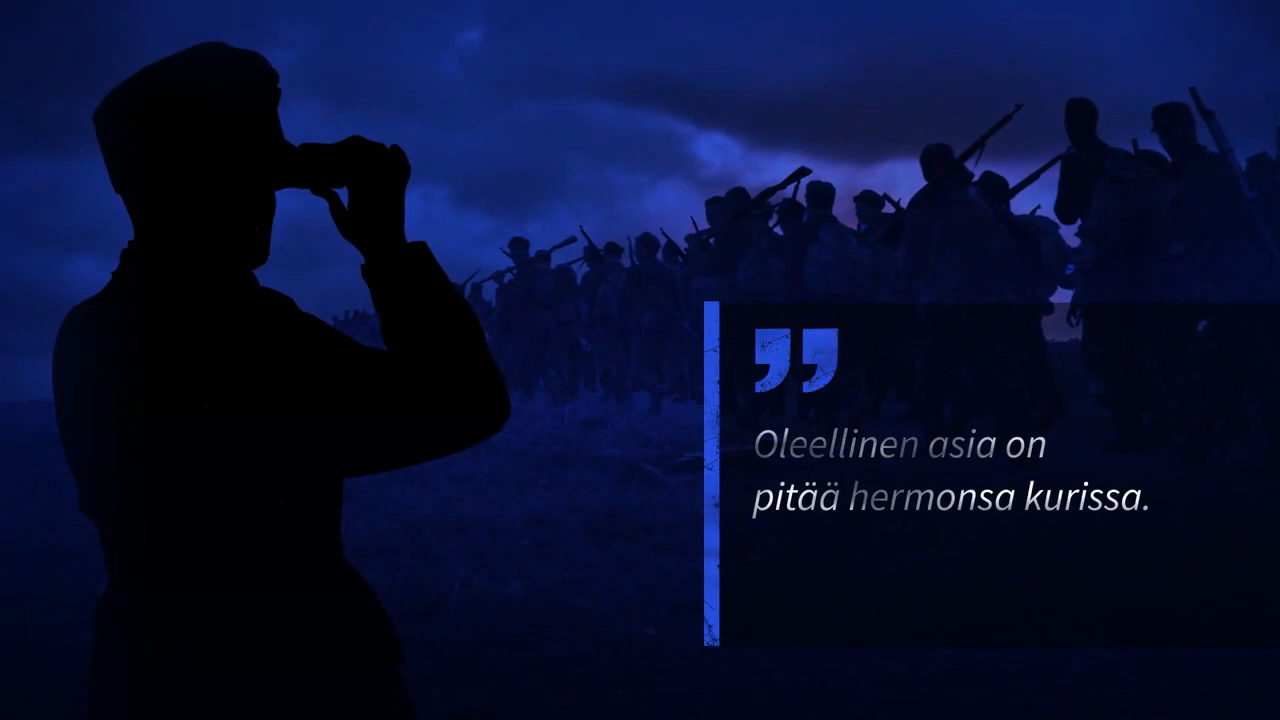 ”
Oleellinen asia on
pitää hermonsa kurissa.